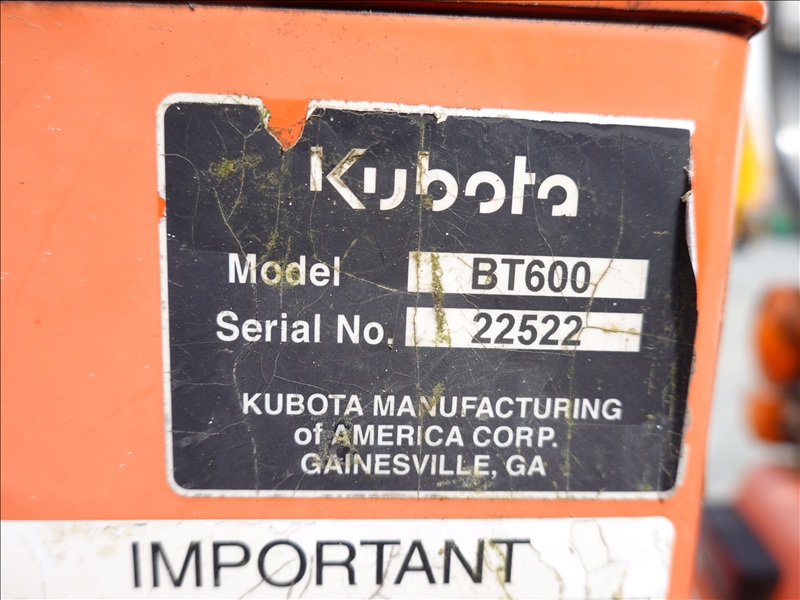 Kubota
Model BT600
Serial No. 22522
KUBOTA MANUFACTURING
of AMERICA CORP.
GAINESVILLE, GA
IMPORTANT